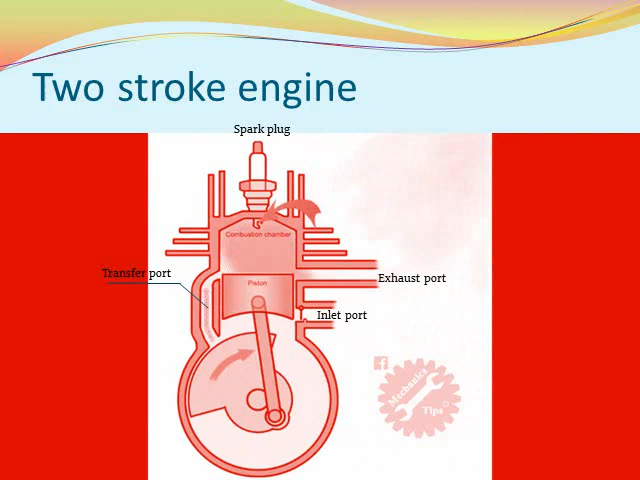 Two stroke engine
Spark plug
Combustion chamber
Transfer port
Piston
Exhaust port
Inlet port
f
Mechanics
Tips